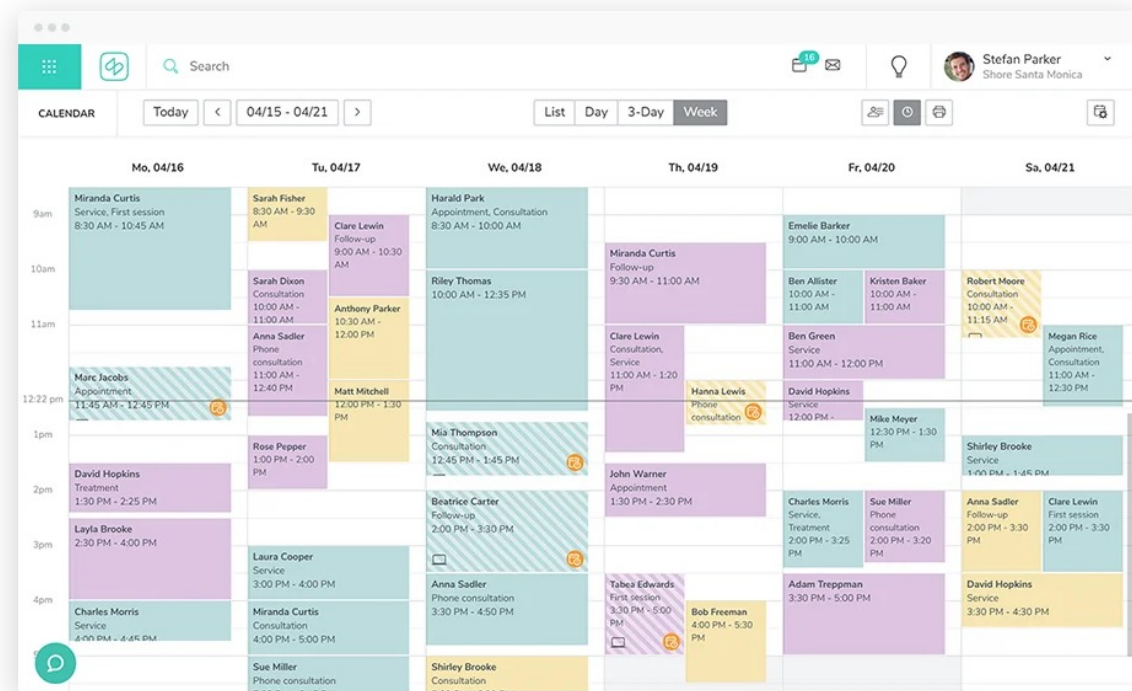 Search
16
Stefan Parker
Shore Santa Monica
CALENDAR
Today
04/15 - 04/21
List
Day
3-Day
Week
Mo, 04/16
Tu, 04/17
We, 04/18
Th, 04/19
Fr, 04/20
Sa, 04/21
9am
10am
11am
12:22 pm
1pm
2pm
3pm
4pm
Miranda Curtis
Service, First session
8:30 AM - 10:45 AM
Marc Jacobs
Appointment
11:45 AM - 12:45 PM
David Hopkins
Treatment
1:30 PM - 2:25 PM
Layla Brooke
2:30 PM - 4:00 PM
Charles Morris
Service
4:00 PM - 4:45 PM
Sarah Fisher
8:30 AM - 9:30
AM
Clare Lewin
Follow-up
9:00 AM - 10:30
AM
Sarah Dixon
Consultation
10:00 AM -
11:00 AM
Anthony Parker
10:30 AM -
12:00 PM
Anna Sadler
Phone
consultation
11:00 AM -
12:40 PM
Matt Mitchell
12:00 PM - 1:30
PM
Rose Pepper
1:00 PM - 2:00
PM
Laura Cooper
Service
3:00 PM - 4:00 PM
Miranda Curtis
Consultation
4:00 PM - 5:00 PM
Sue Miller
Phone consultation
Harald Park
Appointment, Consultation
8:30 AM - 10:00 AM
Riley Thomas
10:00 AM - 12:35 PM
Mia Thompson
Consultation
12:45 PM - 1:45 PM
Beatrice Carter
Follow-up
2:00 PM - 3:30 PM
Anna Sadler
Phone consultation
3:30 PM - 4:50 PM
Shirley Brooke
Consultation
Miranda Curtis
Follow-up
9:30 AM - 11:00 AM
Clare Lewin
Consultation,
Service
11:00 AM - 1:20
PM
Hanna Lewis
Phone
consultation
John Warner
Appointment
1:30 PM - 2:30 PM
Tabea Edwards
First session
3:30 PM - 5:00
PM
Bob Freeman
4:00 PM - 5:30
PM
Emelie Barker
9:00 AM - 10:00 AM
Ben Allister
10:00 AM -
11:00 AM
Kristen Baker
10:00 AM -
11:00 AM
Ben Green
Service
11:00 AM - 12:00 PM
David Hopkins
Service
12:00 PM -
Mike Meyer
12:30 PM - 1:30
PM
Charles Morris
Service,
Treatment
2:00 PM - 3:25
PM
Sue Miller
Phone
consultation
2:00 PM - 3:20
PM
Adam Treppman
3:30 PM - 5:00 PM
Robert Moore
Consultation
10:00 AM -
11:15 AM
Megan Rice
Appointment,
Consultation
11:00 AM -
12:30 PM
Shirley Brooke
Service
1:00 PM - 1:45 PM
Anna Sadler
Follow-up
2:00 PM - 3:30
PM
Clare Lewin
First session
2:00 PM - 3:30
PM
David Hopkins
Service
3:30 PM - 4:30 PM